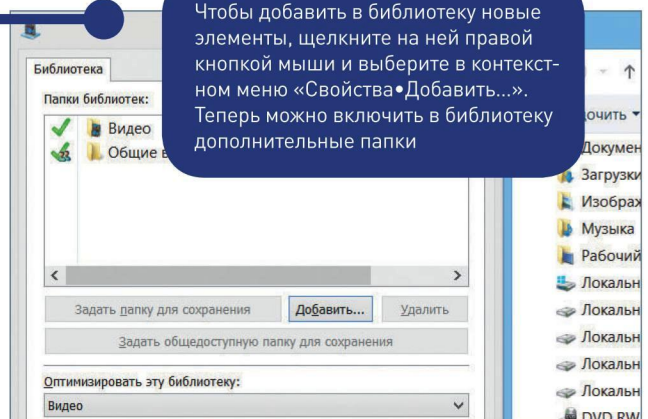 Чтобы добавить в библиотеку новые
элементы, щелкните на ней правой
кнопкой мыши и выберите в контекст-
ном меню «Свойства•Добавить...».
Теперь можно включить в библиотеку
дополнительные папки
Библиотека
Папки библиотек:
Видео
Общие в
Задать папку для сохранения
Добавить...
Удалить
Задать общедоступную папку для сохранения
Оптимизировать эту библиотеку:
Видео
очить
Докумен
Загрузки
Изображ
Музыка
Рабочий
Локальн
Локальн
Локальн
Локальн
Локальн
DVD RW